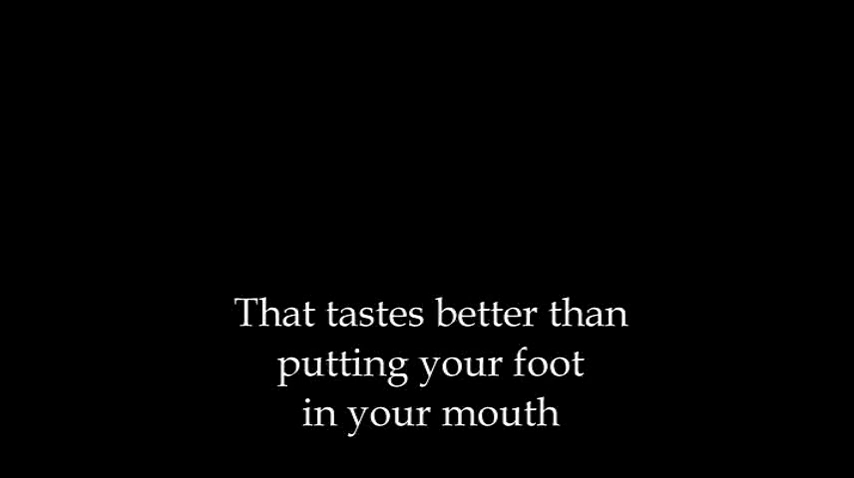 That tastes better than
putting your foot
in your mouth